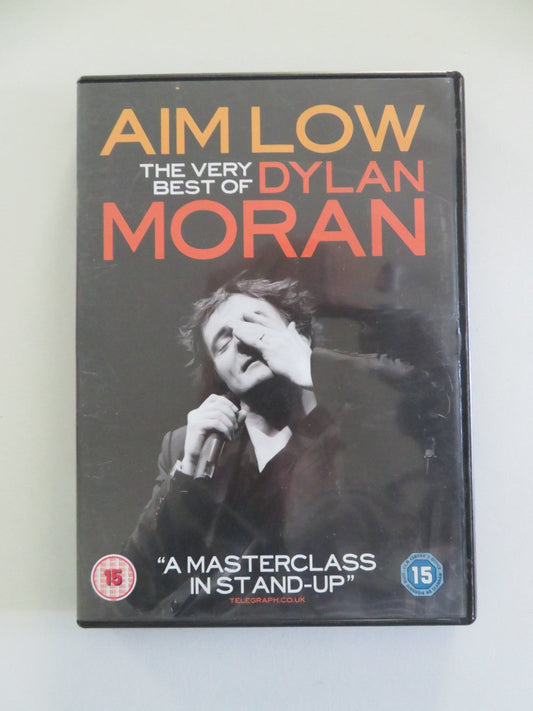 AIM LOW
THE VERY
BEST OF DYLAN
MORAN
"A MASTERCLASS
IN STAND-UP"
TELEGRAPH.CO.UK
15
15